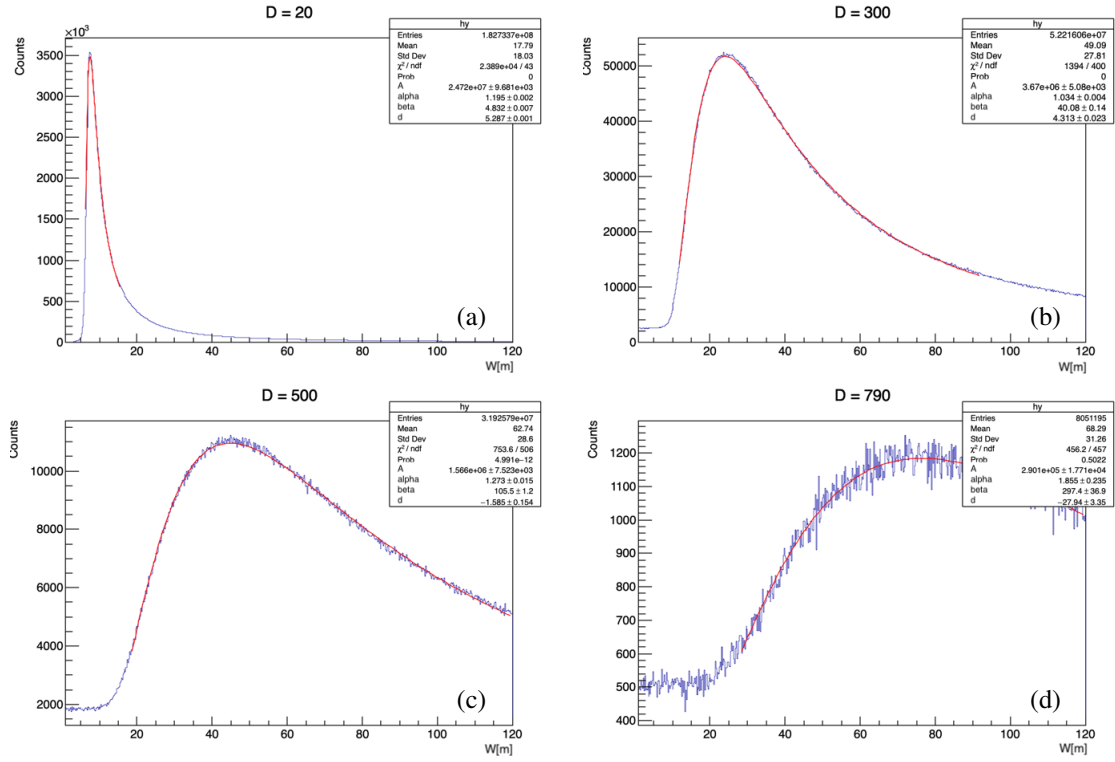 D = 20
×10³
Counts
hy
Entries 1.827337e+08
Mean 17.79
Std Dev 18.03
χ² / ndf 2.389e+04 / 43
Prob 0
A 2.472e+07 ± 9.681e+03
alpha 1.195 ± 0.002
beta 4.832 ± 0.007
d 5.287 ± 0.001
3500
3000
2500
2000
1500
1000
500
0
20 40 60 80 100 120
W[m]
(a)
D = 300
Counts
hy
Entries 5.221606e+07
Mean 49.09
Std Dev 27.81
χ² / ndf 1394 / 400
Prob 0
A 3.67e+06 ± 5.08e+03
alpha 1.034 ± 0.004
beta 40.08 ± 0.14
d 4.313 ± 0.023
50000
40000
30000
20000
10000
0
20 40 60 80 100 120
W[m]
(b)
D = 500
Counts
hy
Entries 3.192579e+07
Mean 62.74
Std Dev 28.6
χ² / ndf 753.6 / 506
Prob 4.991e−12
A 1.566e+06 ± 7.523e+03
alpha 1.273 ± 0.015
beta 105.5 ± 1.2
d −1.585 ± 0.154
10000
8000
6000
4000
2000
20 40 60 80 100 120
W[m]
(c)
D = 790
Counts
hy
Entries 8051195
Mean 68.29
Std Dev 31.26
χ² / ndf 456.2 / 457
Prob 0.5022
A 2.901e+05 ± 1.771e+04
alpha 1.855 ± 0.235
beta 297.4 ± 36.9
d −27.94 ± 3.35
1200
1100
1000
900
800
700
600
500
400
20 40 60 80 100 120
W[m]
(d)